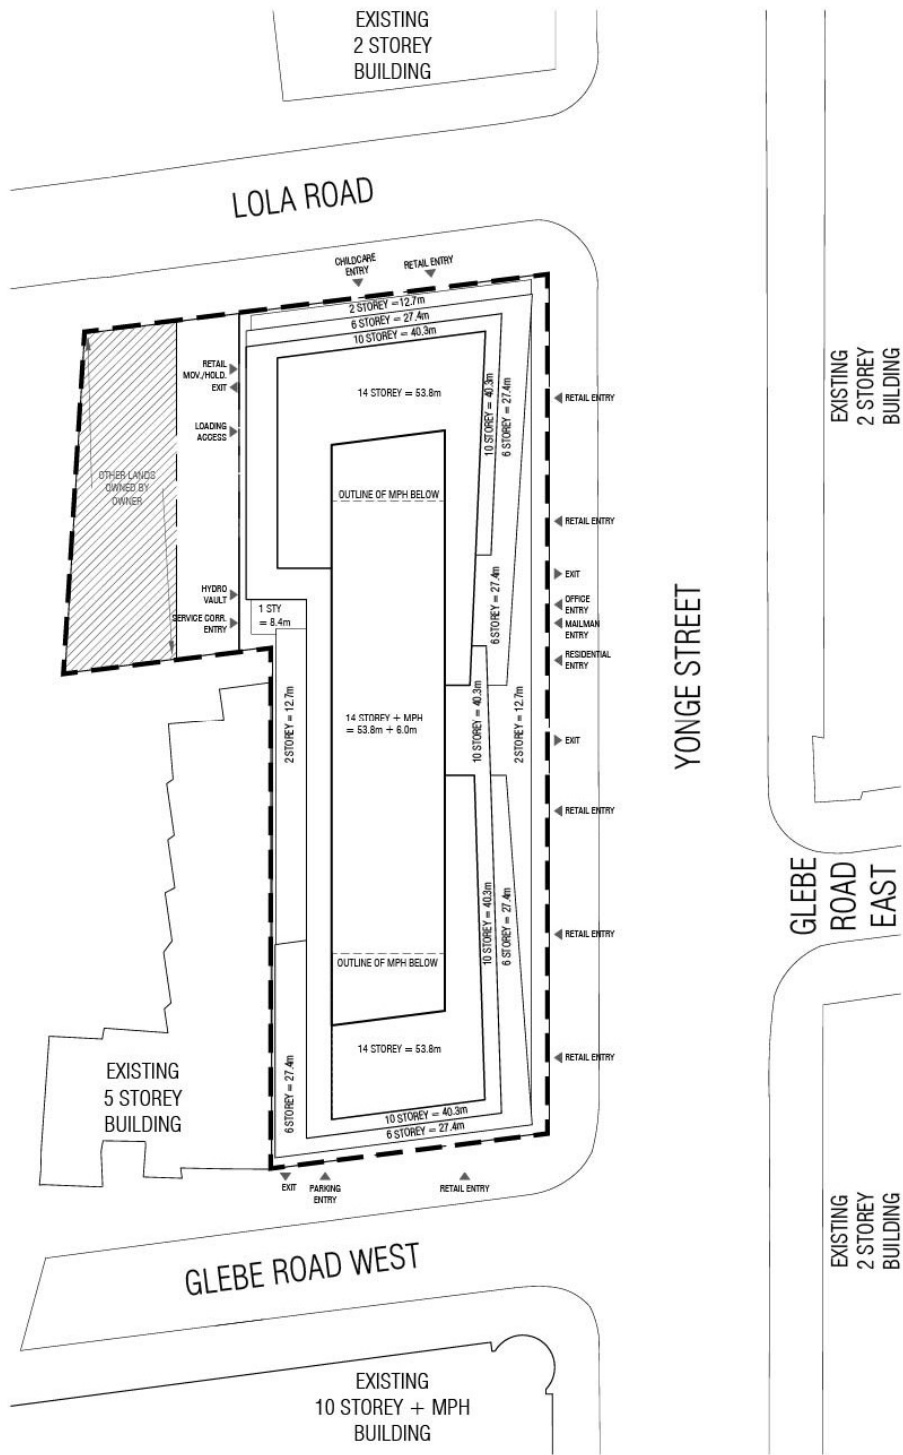 EXISTING
2 STOREY
BUILDING
LOLA ROAD
CHILDCARE
ENTRY
RETAIL ENTRY
2 STOREY =12.7m
6 STOREY = 27.4m
10 STOREY = 40.3m
RETAIL
MOV./HOLD.
EXIT
LOADING
ACCESS
14 STOREY = 53.8m
10 STOREY = 40.3m
6 STOREY = 27.4m
RETAIL ENTRY
EXISTING
2 STOREY
BUILDING
OTHER LANDS
OWNED BY
OWNER
OUTLINE OF MPH BELOW
RETAIL ENTRY
HYDRO
VAULT
SERVICE CORR.
ENTRY
1 STY
= 8.4m
6 STOREY = 27.4m
EXIT
OFFICE
ENTRY
MAILMAN
ENTRY
RESIDENTIAL
ENTRY
YONGE STREET
2 STOREY = 12.7m
14 STOREY + MPH
= 53.8m + 6.0m
10 STOREY = 40.3m
2 STOREY = 12.7m
EXIT
RETAIL ENTRY
GLEBE
ROAD
EAST
10 STOREY = 40.3m
6 STOREY = 27.4m
RETAIL ENTRY
OUTLINE OF MPH BELOW
14 STOREY = 53.8m
RETAIL ENTRY
6 STOREY = 27.4m
EXISTING
5 STOREY
BUILDING
10 STOREY = 40.3m
6 STOREY = 27.4m
EXIT
PARKING
ENTRY
RETAIL ENTRY
EXISTING
2 STOREY
BUILDING
GLEBE ROAD WEST
EXISTING
10 STOREY + MPH
BUILDING